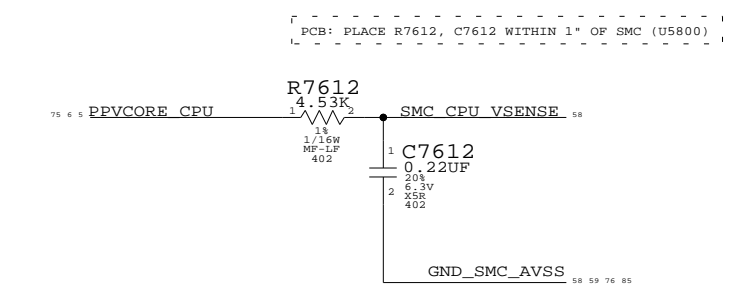 PCB: PLACE R7612, C7612 WITHIN 1" OF SMC (U5800)
R7612
4.53K
75 6 5 PPVCORE_CPU 1 2 SMC_CPU_VSENSE 58
1%
1/16W
MF-LF
402
1 C7612
0.22UF
20%
2 6.3V
X5R
402
GND_SMC_AVSS 58 59 76 85